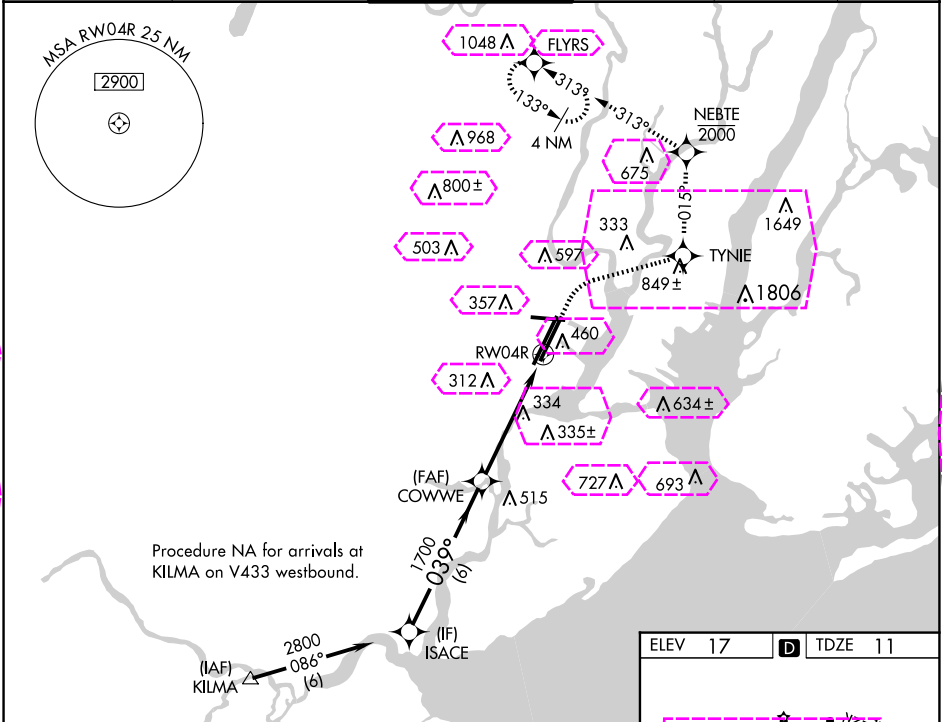 MSA RW04R 25 NM
2900
1048
FLYRS
313°
133°
4 NM
313°
NEBTE
2000
968
675
800±
015°
1649
333
503
597
TYNIE
849±
1806
357
460
RW04R
312
334
634±
335±
(FAF)
COWWE
515
727
693
1700
039°
(6)
Procedure NA for arrivals at
KILMA on V433 westbound.
2800
086°
(6)
(IF)
ISACE
(IAF)
KILMA
ELEV 17
D
TDZE 11